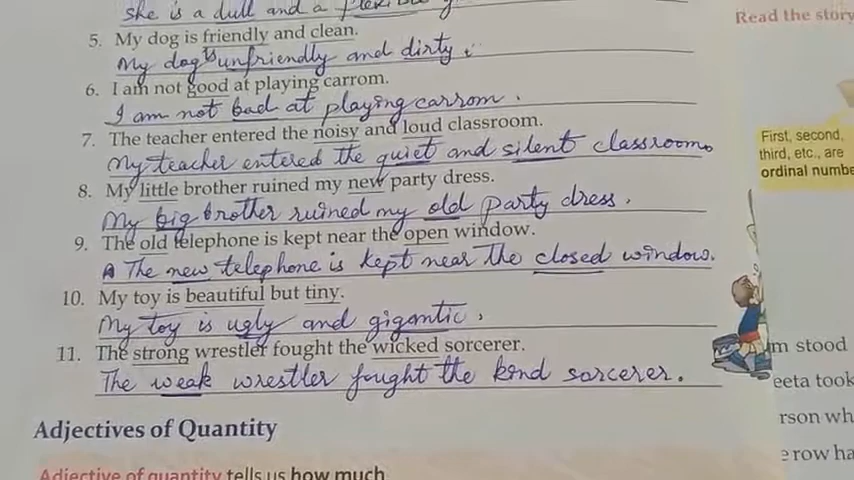 she is a dull and a
5. My dog is friendly and clean.
My dog is unfriendly and dirty.
6. I am not good at playing carrom.
I am not bad at playing carrom.
7. The teacher entered the noisy and loud classroom.
My teacher entered the quiet and silent classroom.
8. My little brother ruined my new party dress.
My big brother ruined my old party dress.
9. The old telephone is kept near the open window.
The new telephone is kept near the closed window.
10. My toy is beautiful but tiny.
My toy is ugly and gigantic.
11. The strong wrestler fought the wicked sorcerer.
The weak wrestler fought the kind sorcerer.
Adjectives of Quantity
Adjective of quantity tells us how much
Read the story
First, second,
third, etc., are
ordinal numbe
m stood
eeta took
rson wh
e row ha